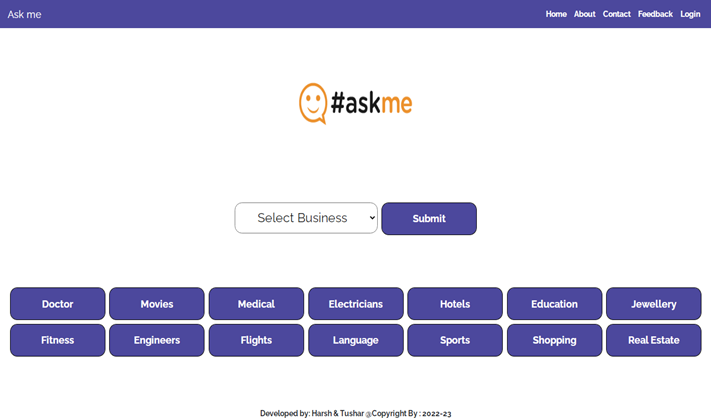 Ask me Home About Contact Feedback Login
#askme
Select Business Submit
Doctor Movies Medical Electricians Hotels Education Jewellery
Fitness Engineers Flights Language Sports Shopping Real Estate
Developed by: Harsh & Tushar @Copyright By : 2022-23